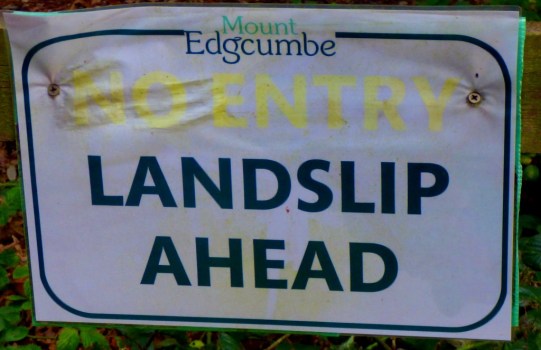 Mount
Edgcumbe
NO ENTRY
LANDSLIP
AHEAD